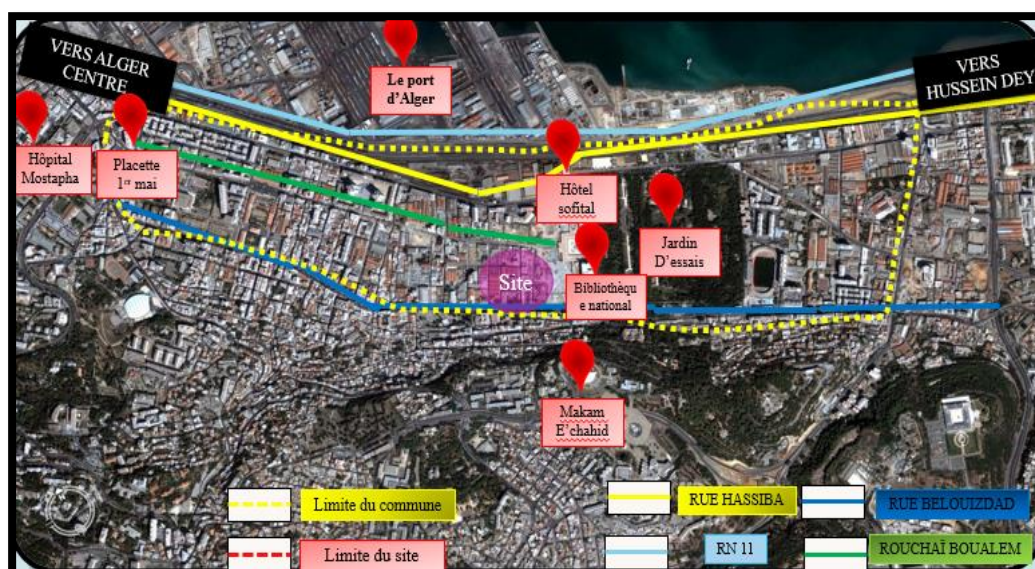 VERS ALGER
CENTRE
Le port
d'Alger
VERS
HUSSEIN DEY
Hôpital
Mostapha
Placette
1er mai
Hôtel
sofital
Jardin
D'essais
Site
Bibliothèqu
e national
Makam
E'chahid
Limite du commune
RUE HASSIBA
RUE BELOUIZDAD
Limite du site
RN 11
ROUCHAÏ BOUALEM